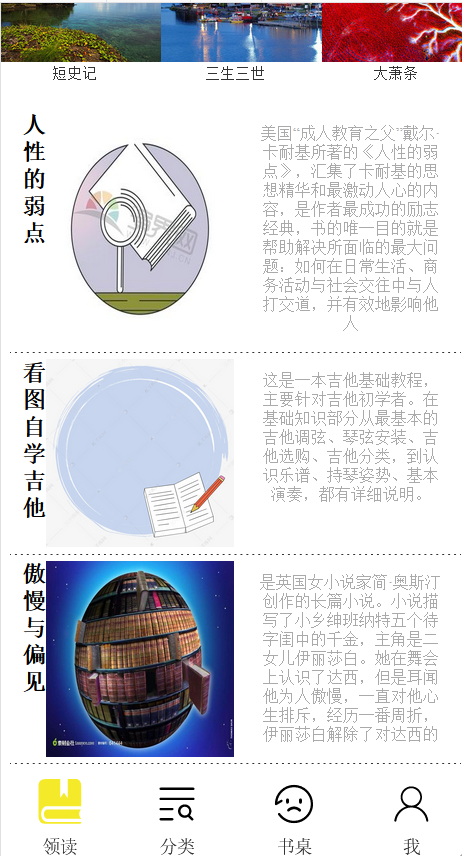 短史记
三生三世
大萧条
人性的弱点
美国“成人教育之父”戴尔·
卡耐基所著的《人性的弱
点》，汇集了卡耐基的思
想精华和最激动人心的内
容，是作者最成功的励志
经典，书的唯一目的就是
帮助解决所面临的最大问
题：如何在日常生活、商
务活动与社会交往中与人
打交道，并有效地影响他
人
看图自学吉他
这是一本吉他基础教程，
主要针对吉他初学者。在
基础知识部分从最基本的
吉他调弦、琴弦安装、吉
他选购、吉他分类，到认
识乐谱、持琴姿势、基本
演奏，都有详细说明。
傲慢与偏见
是英国女小说家简·奥斯汀
创作的长篇小说。小说描
写了小乡绅班纳特五个待
字闺中的千金，主角是二
女儿伊丽莎白。她在舞会
上认识了达西，但是耳闻
他为人傲慢，一直对他心
生排斥，经历一番周折，
伊丽莎白解除了对达西的
领读
分类
书桌
我